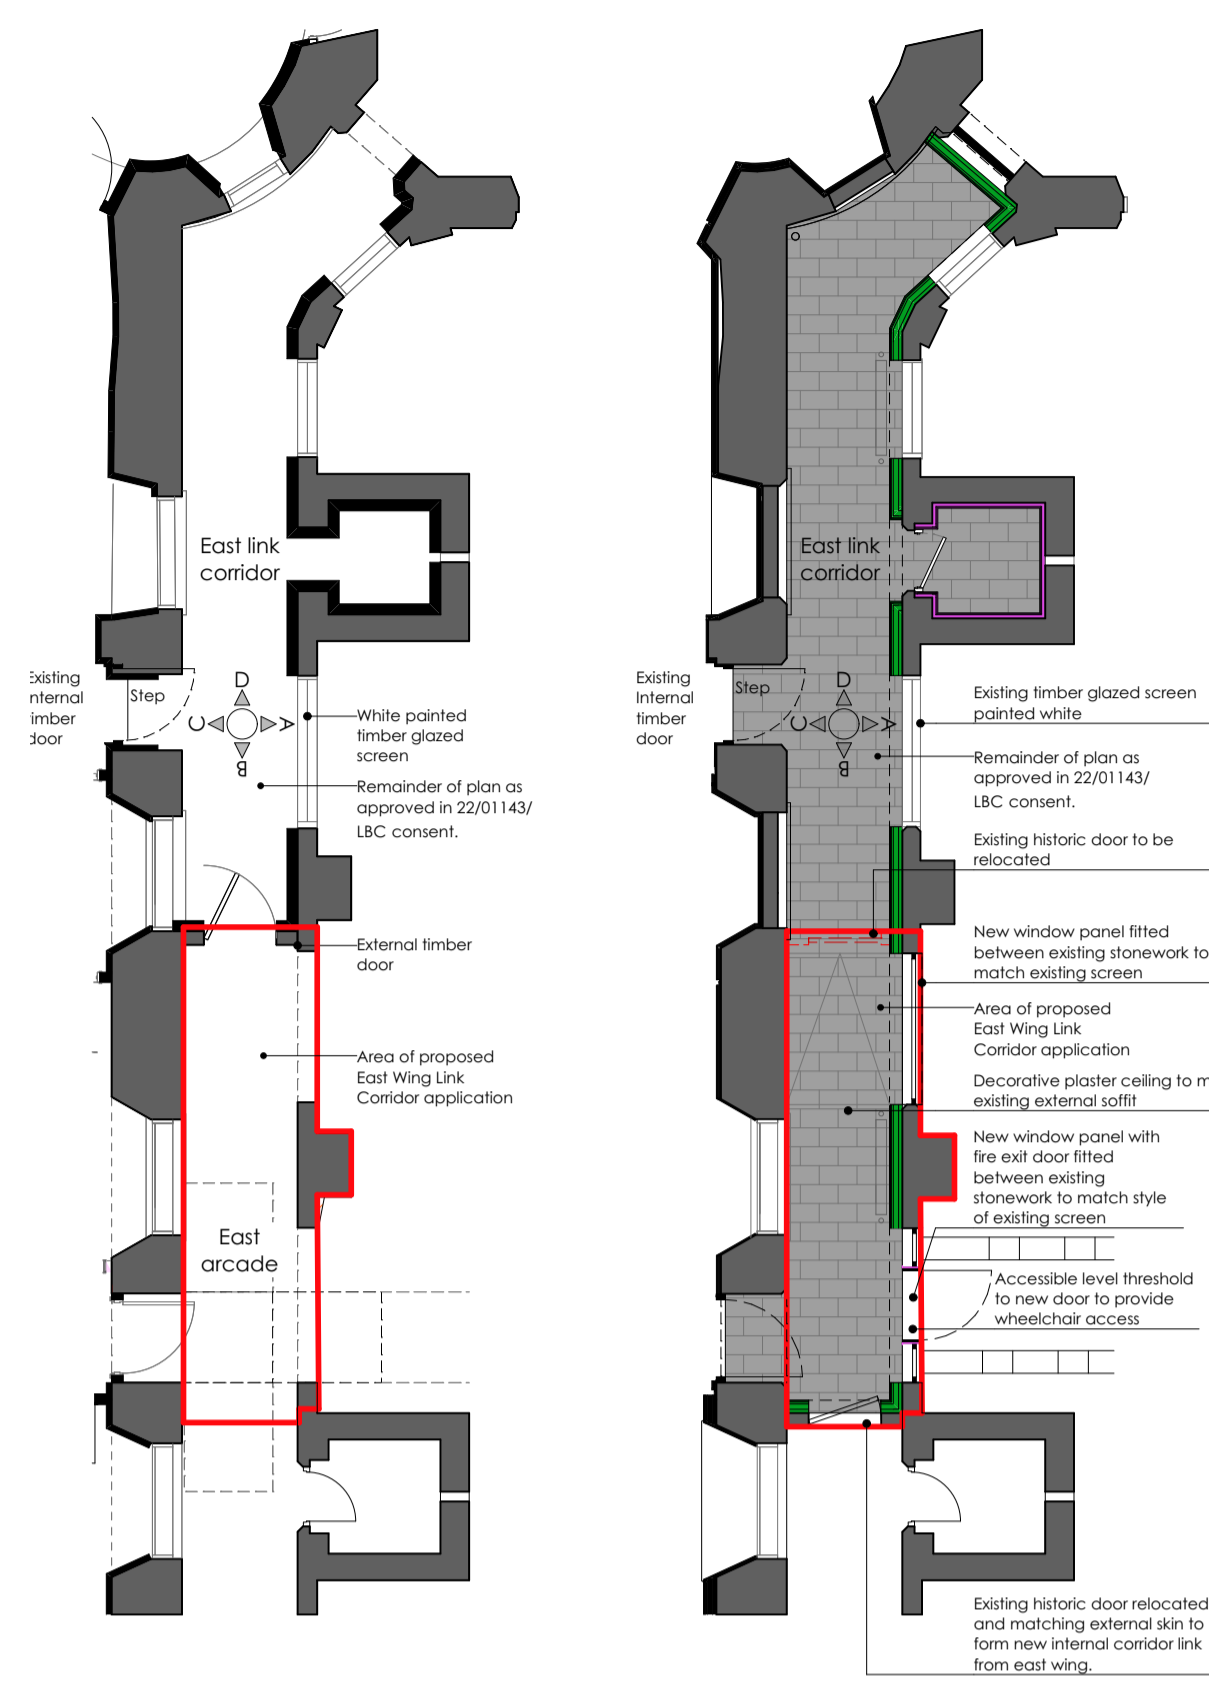 East link
corridor
Existing
Internal
timber
door
Step
D
C
A
B
White painted
timber glazed
screen
Remainder of plan as
approved in 22/01143/
LBC consent.
External timber
door
Area of proposed
East Wing Link
Corridor application
East
arcade
East link
corridor
Existing
Internal
timber
door
Step
D
C
A
B
Existing timber glazed screen
painted white
Remainder of plan as
approved in 22/01143/
LBC consent.
Existing historic door to be
relocated
New window panel fitted
between existing stonework to
match existing screen
Area of proposed
East Wing Link
Corridor application
Decorative plaster ceiling to m
existing external soffit
New window panel with
fire exit door fitted
between existing
stonework to match style
of existing screen
Accessible level threshold
to new door to provide
wheelchair access
Existing historic door relocated
and matching external skin to
form new internal corridor link
from east wing.